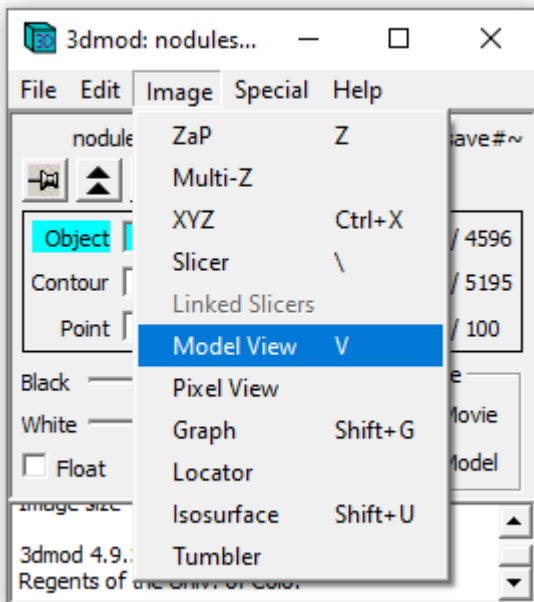 3dmod: nodules...
File Edit Image Special Help
nodule save#~
ZaP Z
Multi-Z
XYZ Ctrl+X
Object / 4596
Slicer \
Contour / 5195
Linked Slicers
Point / 100
Model View V
Black
Pixel View
White
Graph Shift+G
Movie
Float
Locator
Model
Image size
Isosurface Shift+U
3dmod 4.9.
Tumbler
Regents of the Univ. of Colo.